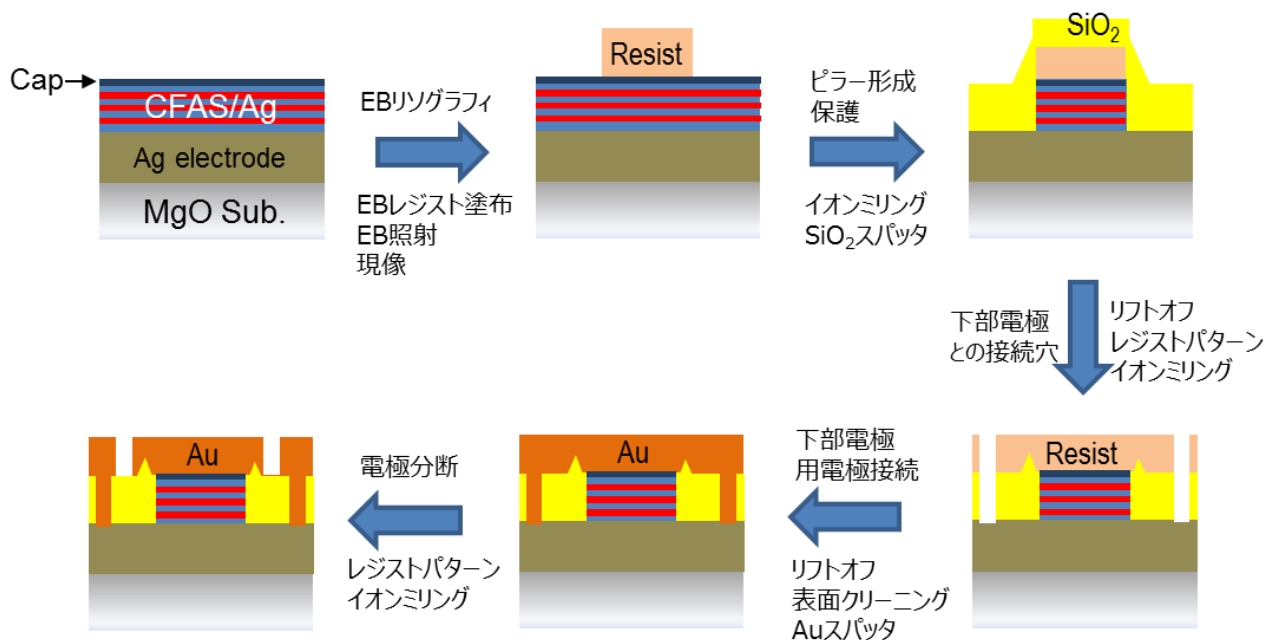 Cap
CFAS/Ag
Ag electrode
MgO Sub.
EBリソグラフィ
EBレジスト塗布
EB照射
現像
Resist
ピラー形成
保護
イオンミリング
SiO₂スパッタ
SiO₂
下部電極
との接続穴
リフトオフ
レジストパターン
イオンミリング
Resist
下部電極
用電極接続
リフトオフ
表面クリーニング
Auスパッタ
Au
電極分断
レジストパターン
イオンミリング
Au